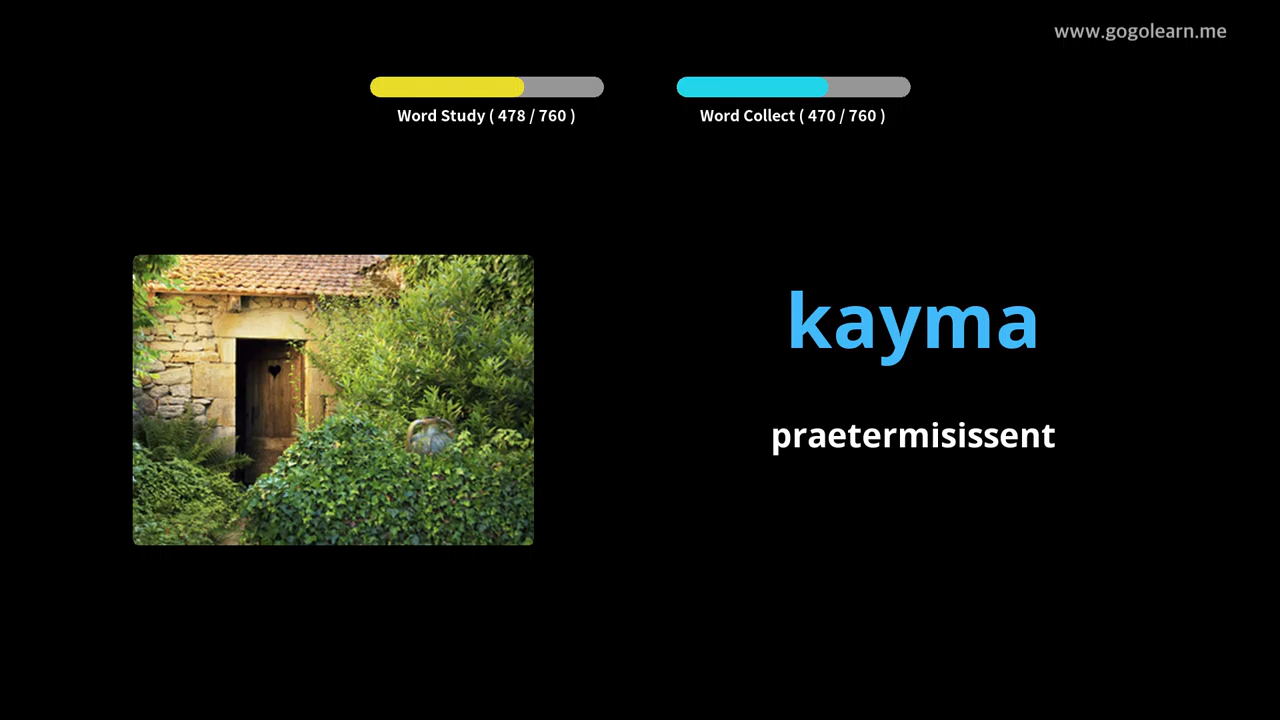 www.gogolearn.me
Word Study ( 478 / 760 )
Word Collect ( 470 / 760 )
kayma
praetermisissent